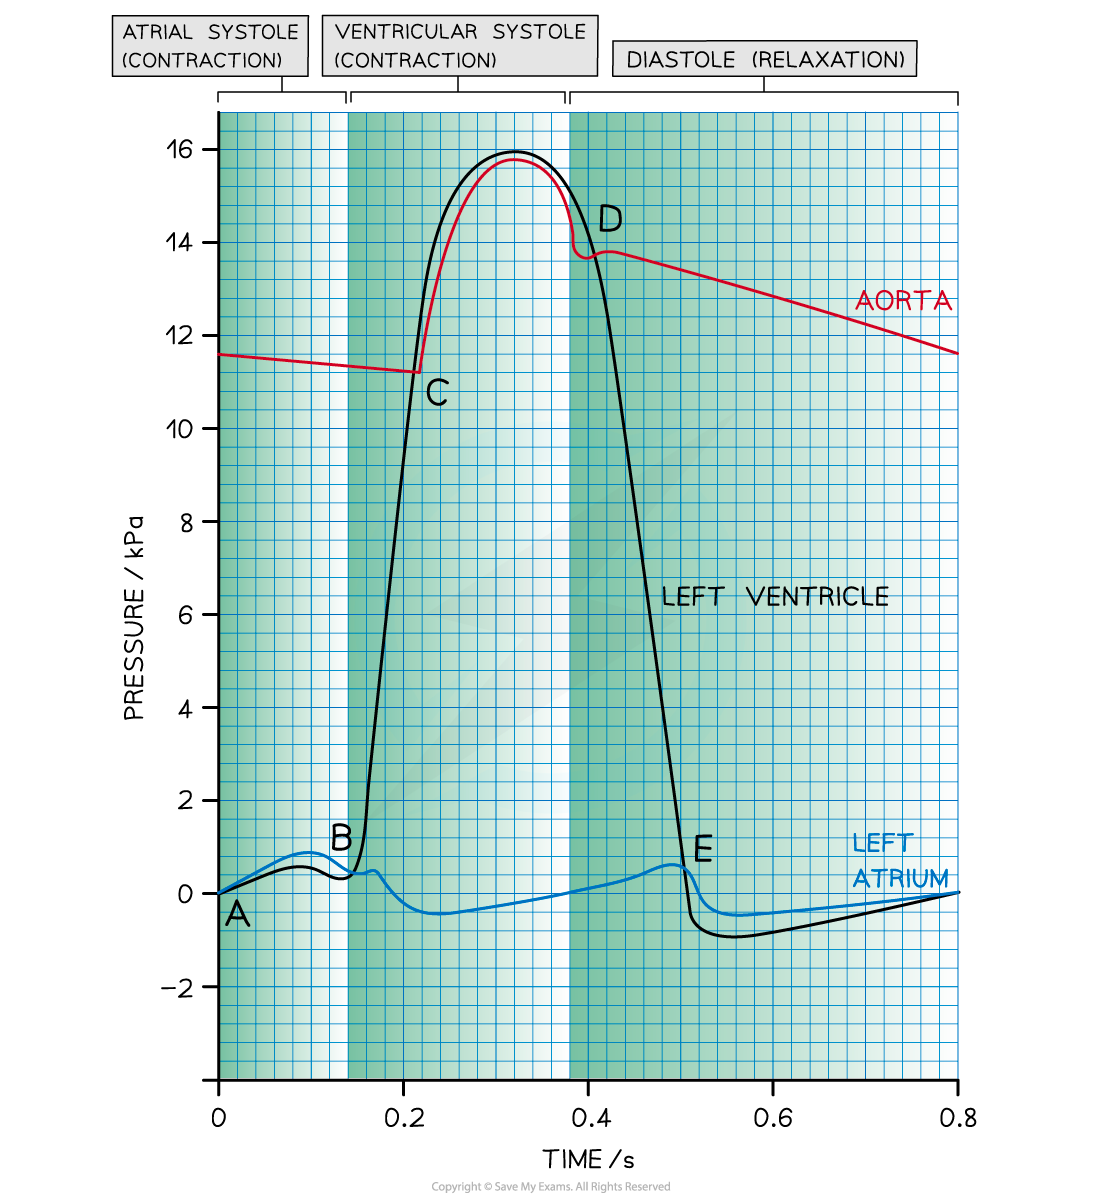 ATRIAL SYSTOLE
(CONTRACTION)
VENTRICULAR SYSTOLE
(CONTRACTION)
DIASTOLE (RELAXATION)
16
14
12
10
8
6
4
2
0
-2
PRESSURE / kPa
D
AORTA
C
LEFT VENTRICLE
B
E
LEFT
ATRIUM
A
0
0.2
0.4
0.6
0.8
TIME /s
Copyright © Save My Exams. All Rights Reserved